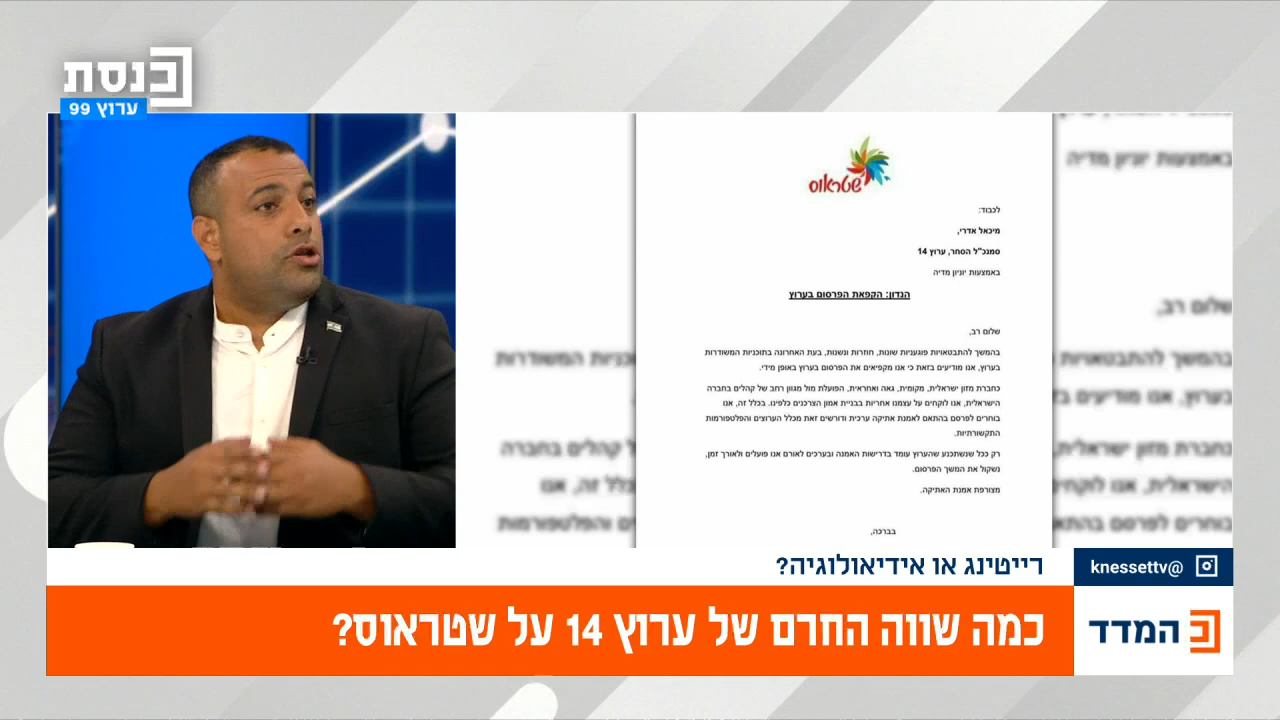 כנסת
ערוץ 99
שטראוס
לכבוד:
מיכאל אדרי,
סמנכ"ל הסחר, ערוץ 14
באמצעות יוניון מדיה
הנדון: הקפאת הפרסום בערוץ
שלום רב,
בהמשך להתבטאויות פוגעניות שונות, חוזרות ונשנות, בעת האחרונה בתוכניות המשודרות
בערוץ, אנו מודיעים בזאת כי אנו מקפיאים את הפרסום בערוץ באופן מידי.
כחברת מזון ישראלית, מקומית, גאה ואחראית, הפועלת מול מגוון רחב של קהלים בחברה
הישראלית, אנו לוקחים על עצמנו אחריות בבניית אמון הצרכנים כלפינו. בכלל זה, אנו
בוחרים לפרסם בהתאם לאמנת אתיקה ערכית ודורשים זאת מכלל הערוצים והפלטפורמות
התקשורתיות.
רק ככל שנשתכנע שהערוץ עומד בדרישות האמנה ובערכים לאורם אנו פועלים ולאורך זמן,
נשקול את המשך הפרסום.
מצורפת אמנת האתיקה.
בברכה,
באמצעות יוניון מדיה
שלום רב,
רייטינג או אידיאולוגיה?
@knessettv
כמה שווה החרם של ערוץ 14 על שטראוס?
המדד